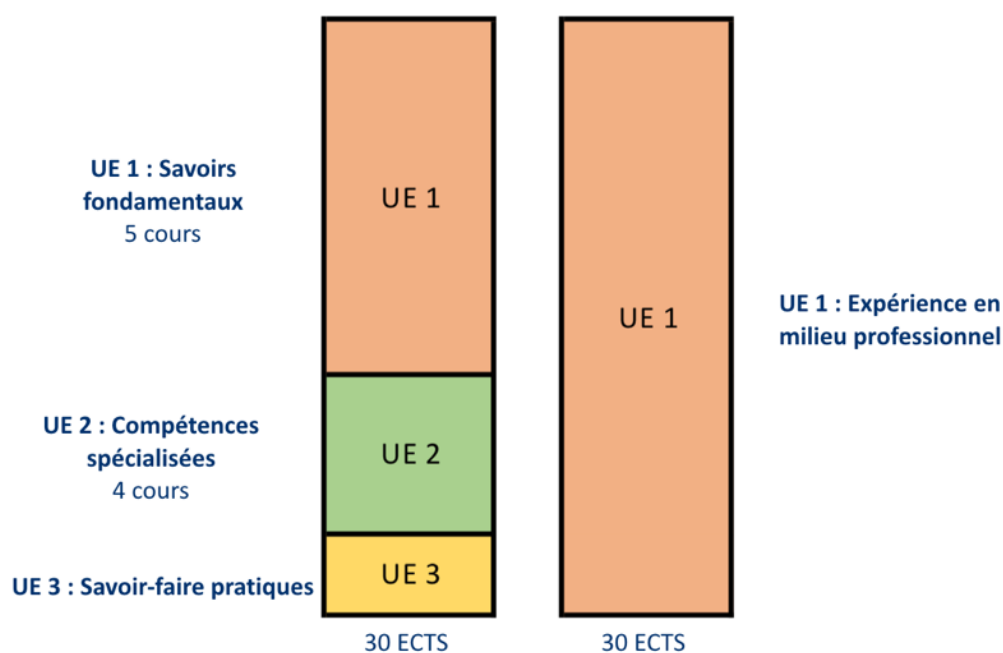 UE 1 : Savoirs
fondamentaux
5 cours
UE 1
UE 2 : Compétences
spécialisées
4 cours
UE 2
UE 3 : Savoir-faire pratiques
UE 3
30 ECTS
UE 1
UE 1 : Expérience en
milieu professionnel
30 ECTS